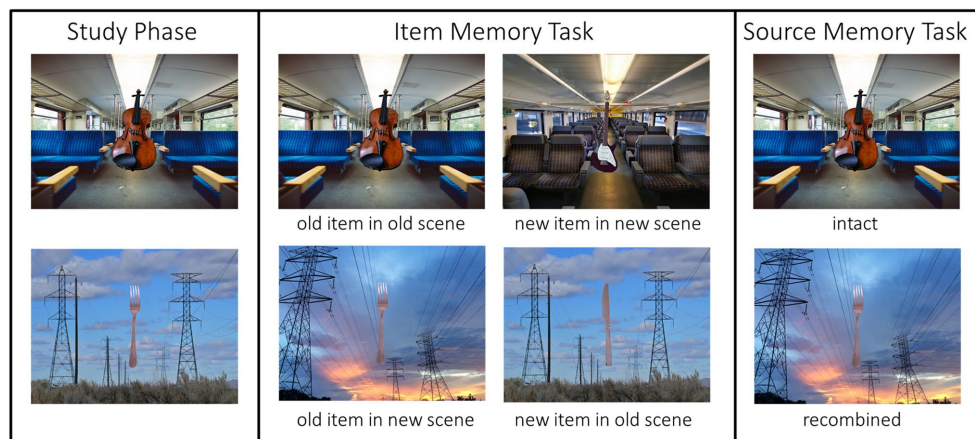 Study Phase
Item Memory Task
Source Memory Task
old item in old scene
new item in new scene
intact
old item in new scene
new item in old scene
recombined